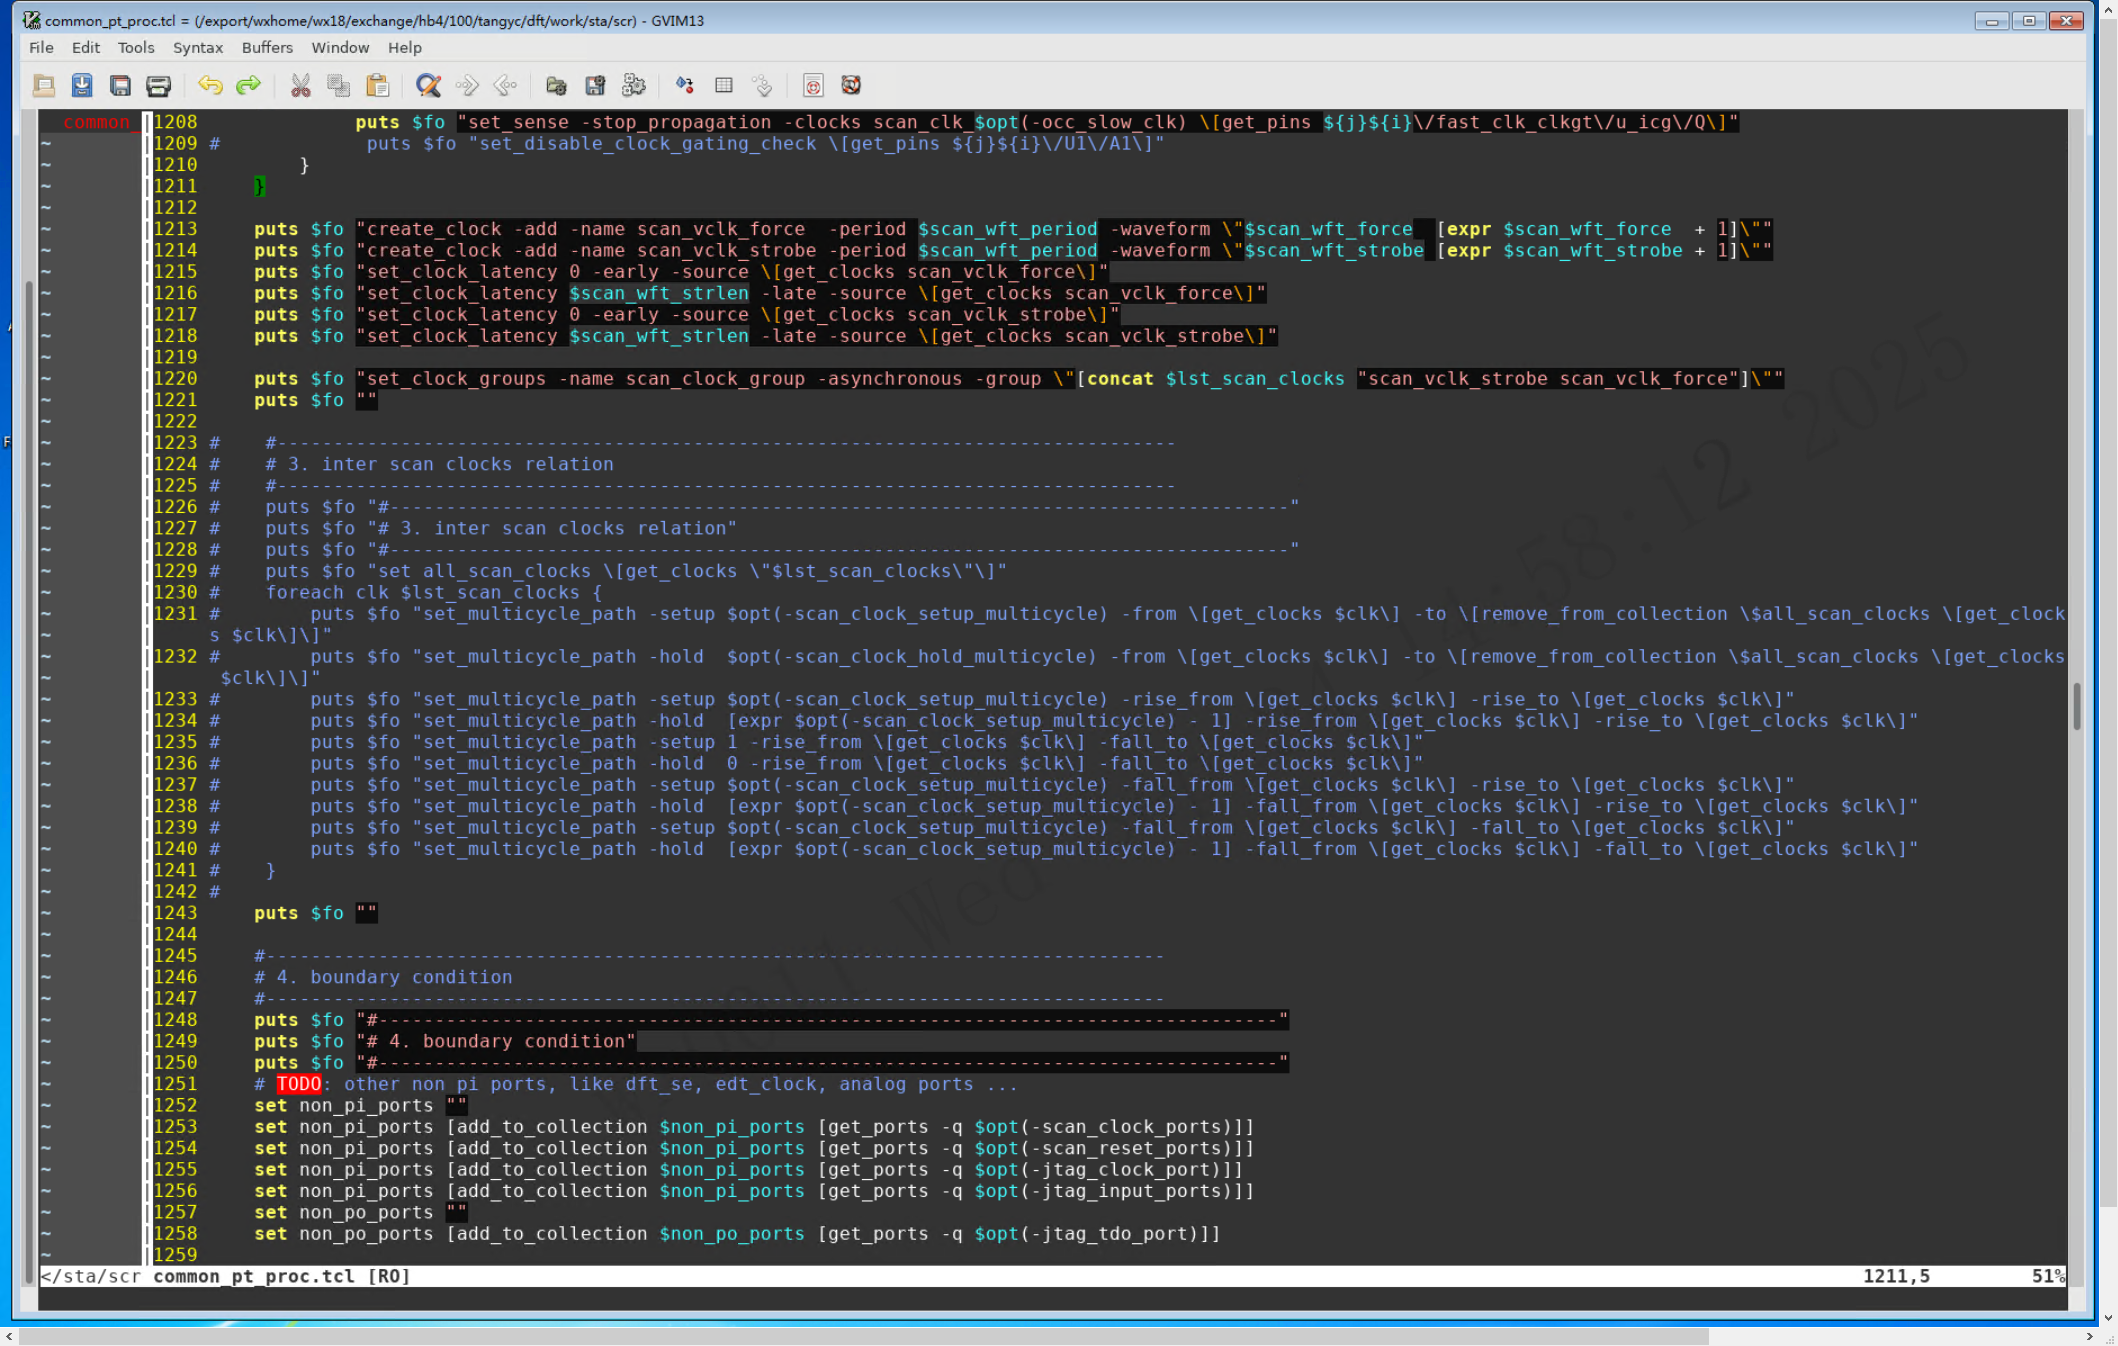 common_pt_proc.tcl = (/export/wxhome/wx18/exchange/hb4/100/tangyc/dft/work/sta/scr) - GVIM13
File Edit Tools Syntax Buffers Window Help
common_
1208 puts $fo "set_sense -stop_propagation -clocks scan_clk_$opt(-occ_slow_clk) \[get_pins ${j}${i}\/fast_clk_clkgt\/u_icg\/Q\]"
1209 # puts $fo "set_disable_clock_gating_check \[get_pins ${j}${i}\/U1\/A1\]"
1210 }
1211 }
1212
1213 puts $fo "create_clock -add -name scan_vclk_force -period $scan_wft_period -waveform \"$scan_wft_force [expr $scan_wft_force + 1]\""
1214 puts $fo "create_clock -add -name scan_vclk_strobe -period $scan_wft_period -waveform \"$scan_wft_strobe [expr $scan_wft_strobe + 1]\""
1215 puts $fo "set_clock_latency 0 -early -source \[get_clocks scan_vclk_force\]"
1216 puts $fo "set_clock_latency $scan_wft_strlen -late -source \[get_clocks scan_vclk_force\]"
1217 puts $fo "set_clock_latency 0 -early -source \[get_clocks scan_vclk_strobe\]"
1218 puts $fo "set_clock_latency $scan_wft_strlen -late -source \[get_clocks scan_vclk_strobe\]"
1219
1220 puts $fo "set_clock_groups -name scan_clock_group -asynchronous -group \"[concat $lst_scan_clocks "scan_vclk_strobe scan_vclk_force"]\""
1221 puts $fo ""
1222
1223 # #--------------------------------------------------------------------------------
1224 # # 3. inter scan clocks relation
1225 # #--------------------------------------------------------------------------------
1226 # puts $fo "#--------------------------------------------------------------------------------"
1227 # puts $fo "# 3. inter scan clocks relation"
1228 # puts $fo "#--------------------------------------------------------------------------------"
1229 # puts $fo "set all_scan_clocks \[get_clocks \"$lst_scan_clocks\"\]"
1230 # foreach clk $lst_scan_clocks {
1231 # puts $fo "set_multicycle_path -setup $opt(-scan_clock_setup_multicycle) -from \[get_clocks $clk\] -to \[remove_from_collection \$all_scan_clocks \[get_clock
s $clk\]\]"
1232 # puts $fo "set_multicycle_path -hold $opt(-scan_clock_hold_multicycle) -from \[get_clocks $clk\] -to \[remove_from_collection \$all_scan_clocks \[get_clocks
$clk\]\]"
1233 # puts $fo "set_multicycle_path -setup $opt(-scan_clock_setup_multicycle) -rise_from \[get_clocks $clk\] -rise_to \[get_clocks $clk\]"
1234 # puts $fo "set_multicycle_path -hold [expr $opt(-scan_clock_setup_multicycle) - 1] -rise_from \[get_clocks $clk\] -rise_to \[get_clocks $clk\]"
1235 # puts $fo "set_multicycle_path -setup 1 -rise_from \[get_clocks $clk\] -fall_to \[get_clocks $clk\]"
1236 # puts $fo "set_multicycle_path -hold 0 -rise_from \[get_clocks $clk\] -fall_to \[get_clocks $clk\]"
1237 # puts $fo "set_multicycle_path -setup $opt(-scan_clock_setup_multicycle) -fall_from \[get_clocks $clk\] -rise_to \[get_clocks $clk\]"
1238 # puts $fo "set_multicycle_path -hold [expr $opt(-scan_clock_setup_multicycle) - 1] -fall_from \[get_clocks $clk\] -rise_to \[get_clocks $clk\]"
1239 # puts $fo "set_multicycle_path -setup $opt(-scan_clock_setup_multicycle) -fall_from \[get_clocks $clk\] -fall_to \[get_clocks $clk\]"
1240 # puts $fo "set_multicycle_path -hold [expr $opt(-scan_clock_setup_multicycle) - 1] -fall_from \[get_clocks $clk\] -fall_to \[get_clocks $clk\]"
1241 # }
1242 #
1243 puts $fo ""
1244
1245 #--------------------------------------------------------------------------------
1246 # 4. boundary condition
1247 #--------------------------------------------------------------------------------
1248 puts $fo "#--------------------------------------------------------------------------------"
1249 puts $fo "# 4. boundary condition"
1250 puts $fo "#--------------------------------------------------------------------------------"
1251 # TODO: other non pi ports, like dft_se, edt_clock, analog ports ...
1252 set non_pi_ports ""
1253 set non_pi_ports [add_to_collection $non_pi_ports [get_ports -q $opt(-scan_clock_ports)]]
1254 set non_pi_ports [add_to_collection $non_pi_ports [get_ports -q $opt(-scan_reset_ports)]]
1255 set non_pi_ports [add_to_collection $non_pi_ports [get_ports -q $opt(-jtag_clock_port)]]
1256 set non_pi_ports [add_to_collection $non_pi_ports [get_ports -q $opt(-jtag_input_ports)]]
1257 set non_po_ports ""
1258 set non_po_ports [add_to_collection $non_po_ports [get_ports -q $opt(-jtag_tdo_port)]]
1259
</sta/scr common_pt_proc.tcl [RO] 1211,5 51%
14:58:12 2025